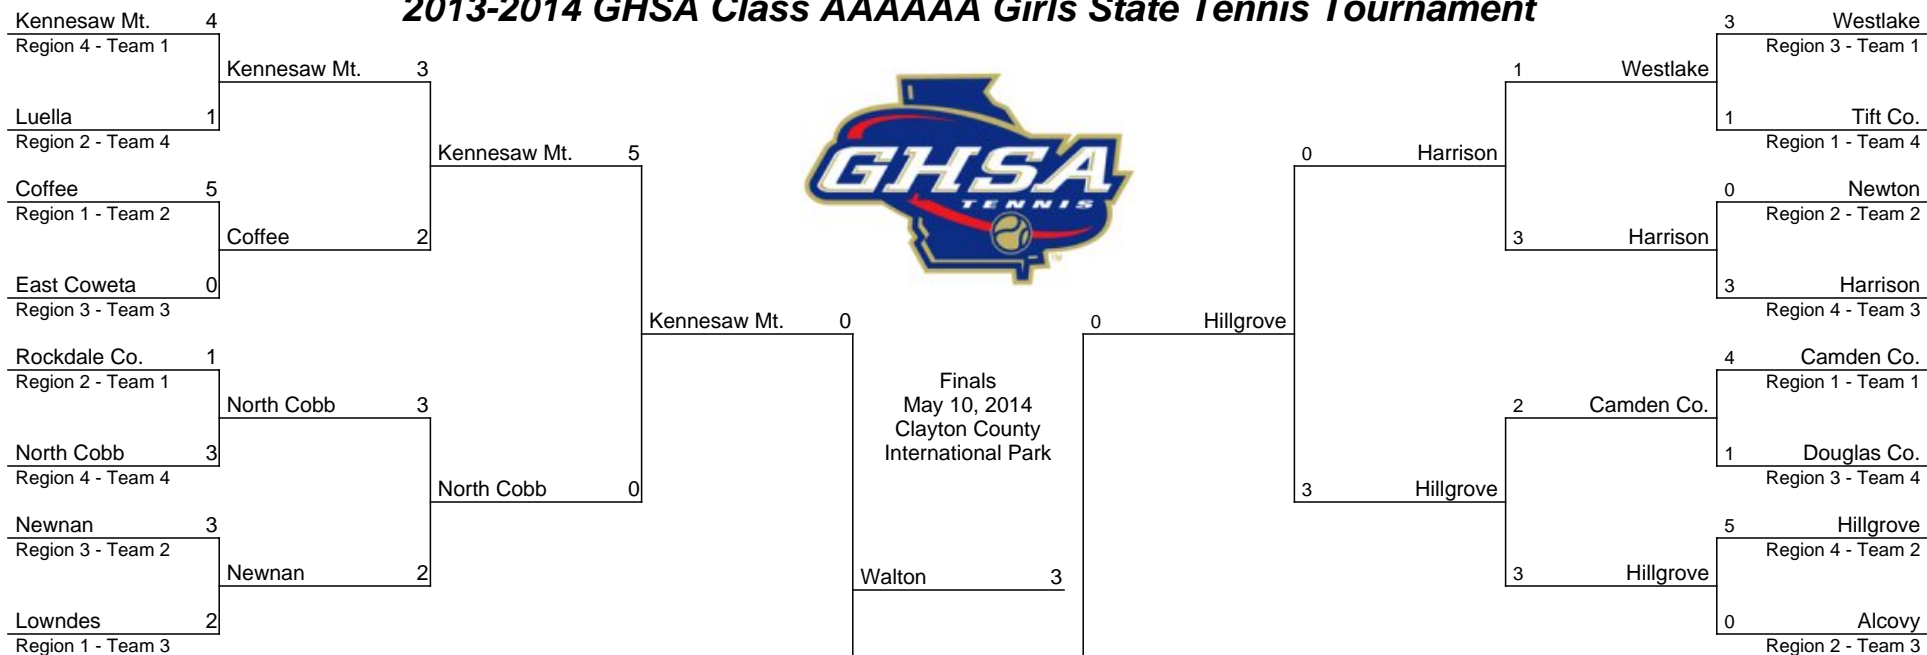 2013-2014 GHSA Class AAAAAA Girls State Tennis Tournament
Kennesaw Mt. 4
Region 4 - Team 1
Kennesaw Mt. 3
Luella 1
Region 2 - Team 4
Kennesaw Mt. 5
Coffee 5
Region 1 - Team 2
Coffee 2
East Coweta 0
Region 3 - Team 3
Kennesaw Mt. 0
Rockdale Co. 1
Region 2 - Team 1
North Cobb 3
North Cobb 3
Region 4 - Team 4
North Cobb 0
Newnan 3
Region 3 - Team 2
Newnan 2
Lowndes 2
Region 1 - Team 3
GHSA
TENNIS
TM
Finals
May 10, 2014
Clayton County
International Park
Walton 3
3 Westlake
Region 3 - Team 1
1 Westlake
1 Tift Co.
Region 1 - Team 4
0 Harrison
0 Newton
Region 2 - Team 2
3 Harrison
3 Harrison
Region 4 - Team 3
0 Hillgrove
4 Camden Co.
Region 1 - Team 1
2 Camden Co.
1 Douglas Co.
Region 3 - Team 4
3 Hillgrove
5 Hillgrove
Region 4 - Team 2
3 Hillgrove
0 Alcovy
Region 2 - Team 3